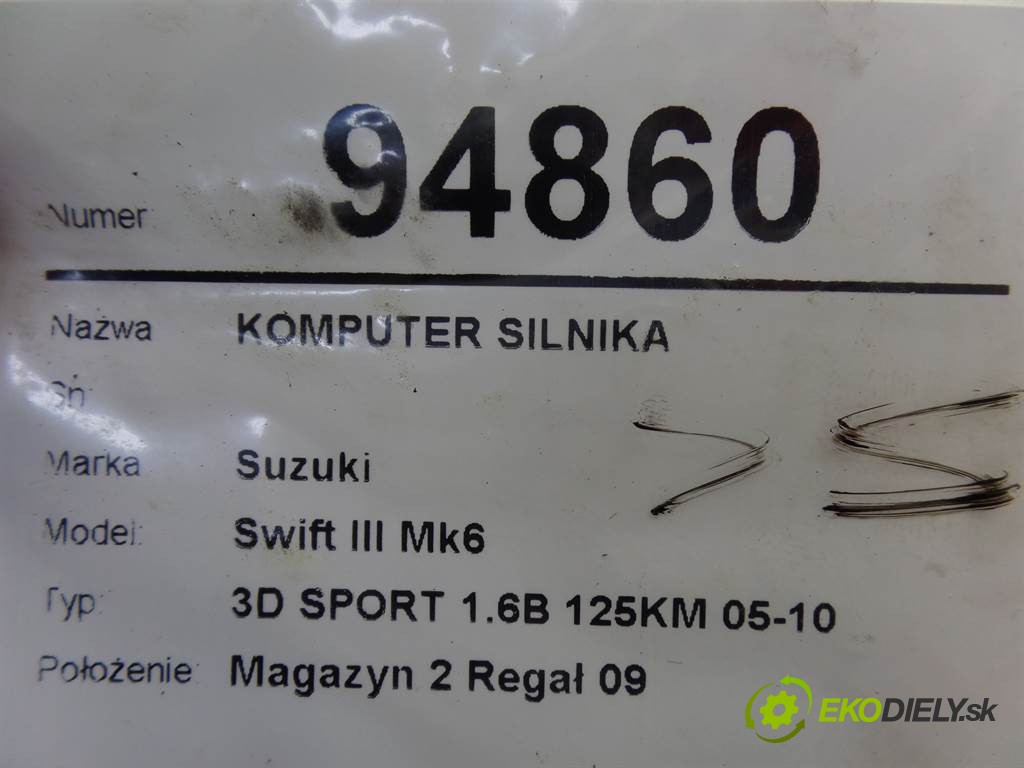 Numer: 94860
Nazwa KOMPUTER SILNIKA
Sn:
Marka Suzuki
Model: Swift III Mk6
Typ: 3D SPORT 1.6B 125KM 05-10
Położenie: Magazyn 2 Regał 09
EKODIELY.sk